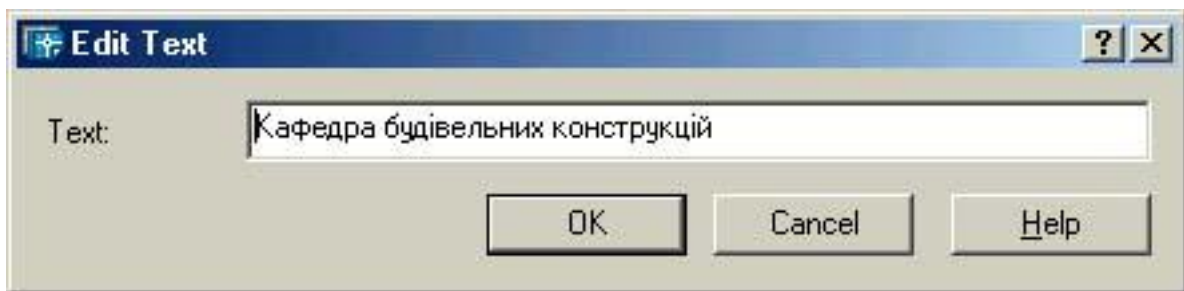 Edit Text
Text: Кафедра будівельних конструкцій
OK Cancel Help